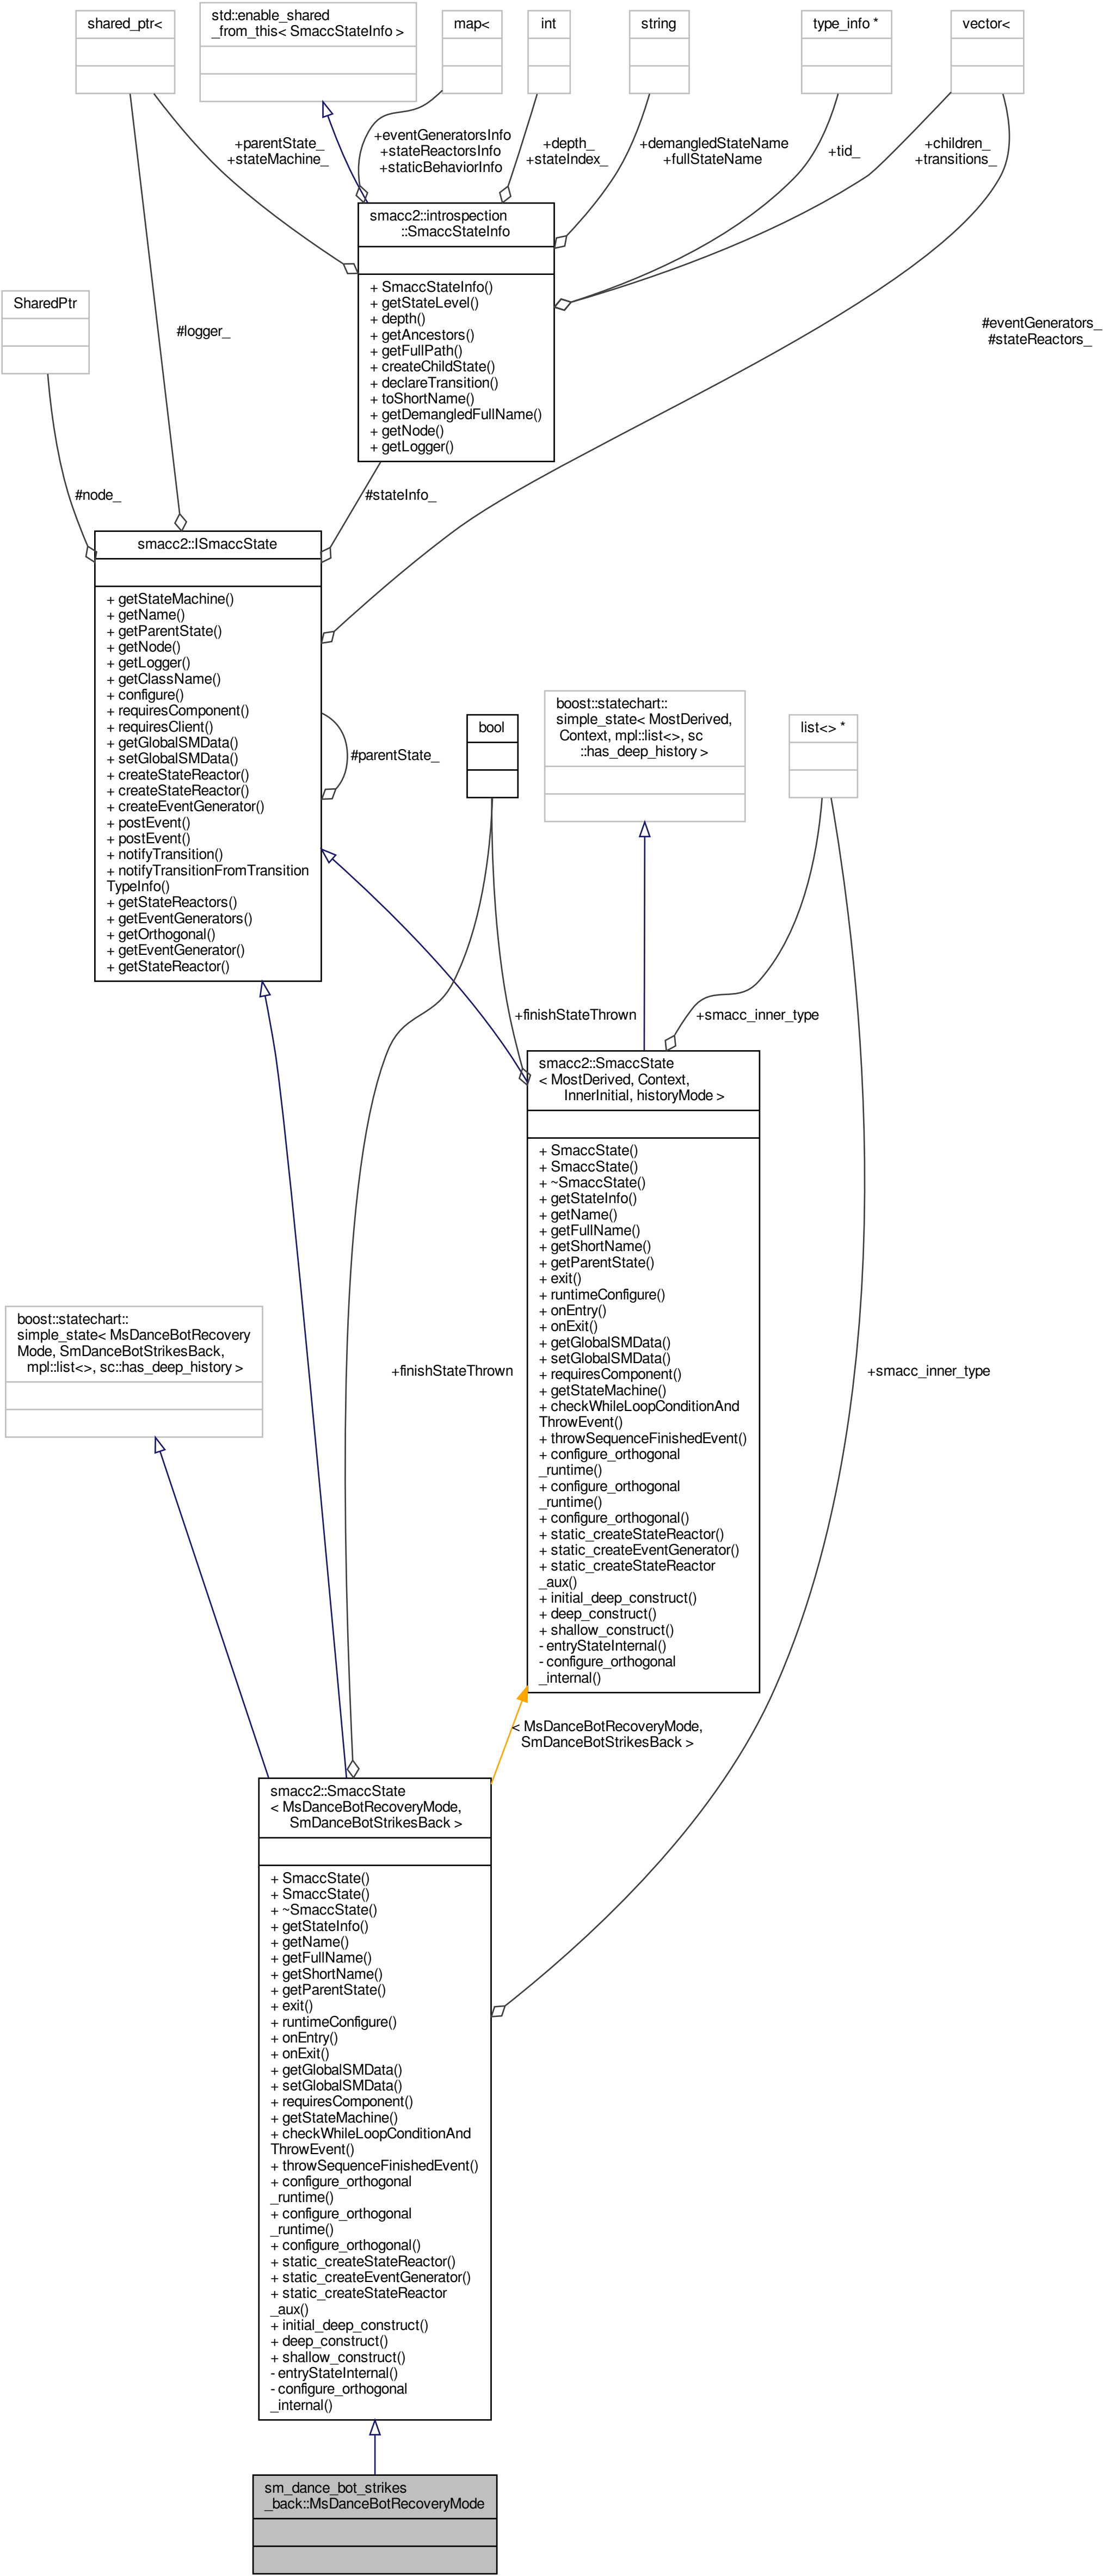 shared_ptr<
std::enable_shared
_from_this< SmaccStateInfo >
map<
int
string
type_info *
vector<
+parentState_
+stateMachine_
+eventGeneratorsInfo
+stateReactorsInfo
+staticBehaviorInfo
+depth_
+stateIndex_
+demangledStateName
+fullStateName
+tid_
+children_
+transitions_
smacc2::introspection
::SmaccStateInfo
+ SmaccStateInfo()
+ getStateLevel()
+ depth()
+ getAncestors()
+ getFullPath()
+ createChildState()
+ declareTransition()
+ toShortName()
+ getDemangledFullName()
+ getNode()
+ getLogger()
SharedPtr
#logger_
#eventGenerators_
#stateReactors_
#node_
#stateInfo_
smacc2::ISmaccState
+ getStateMachine()
+ getName()
+ getParentState()
+ getNode()
+ getLogger()
+ getClassName()
+ configure()
+ requiresComponent()
+ requiresClient()
+ getGlobalSMData()
+ setGlobalSMData()
+ createStateReactor()
+ createStateReactor()
+ createEventGenerator()
+ postEvent()
+ postEvent()
+ notifyTransition()
+ notifyTransitionFromTransition
TypeInfo()
+ getStateReactors()
+ getEventGenerators()
+ getOrthogonal()
+ getEventGenerator()
+ getStateReactor()
#parentState_
bool
boost::statechart::
simple_state< MostDerived,
Context, mpl::list<>, sc
::has_deep_history >
list<> *
+finishStateThrown
+smacc_inner_type
smacc2::SmaccState
< MostDerived, Context,
InnerInitial, historyMode >
+ SmaccState()
+ SmaccState()
+ ~SmaccState()
+ getStateInfo()
+ getName()
+ getFullName()
+ getShortName()
+ getParentState()
+ exit()
+ runtimeConfigure()
+ onEntry()
+ onExit()
+ getGlobalSMData()
+ setGlobalSMData()
+ requiresComponent()
+ getStateMachine()
+ checkWhileLoopConditionAnd
ThrowEvent()
+ throwSequenceFinishedEvent()
+ configure_orthogonal
_runtime()
+ configure_orthogonal
_runtime()
+ configure_orthogonal()
+ static_createStateReactor()
+ static_createEventGenerator()
+ static_createStateReactor
_aux()
+ initial_deep_construct()
+ deep_construct()
+ shallow_construct()
- entryStateInternal()
- configure_orthogonal
_internal()
boost::statechart::
simple_state< MsDanceBotRecovery
Mode, SmDanceBotStrikesBack,
mpl::list<>, sc::has_deep_history >
+finishStateThrown
+smacc_inner_type
< MsDanceBotRecoveryMode,
SmDanceBotStrikesBack >
smacc2::SmaccState
< MsDanceBotRecoveryMode,
SmDanceBotStrikesBack >
+ SmaccState()
+ SmaccState()
+ ~SmaccState()
+ getStateInfo()
+ getName()
+ getFullName()
+ getShortName()
+ getParentState()
+ exit()
+ runtimeConfigure()
+ onEntry()
+ onExit()
+ getGlobalSMData()
+ setGlobalSMData()
+ requiresComponent()
+ getStateMachine()
+ checkWhileLoopConditionAnd
ThrowEvent()
+ throwSequenceFinishedEvent()
+ configure_orthogonal
_runtime()
+ configure_orthogonal
_runtime()
+ configure_orthogonal()
+ static_createStateReactor()
+ static_createEventGenerator()
+ static_createStateReactor
_aux()
+ initial_deep_construct()
+ deep_construct()
+ shallow_construct()
- entryStateInternal()
- configure_orthogonal
_internal()
sm_dance_bot_strikes
_back::MsDanceBotRecoveryMode